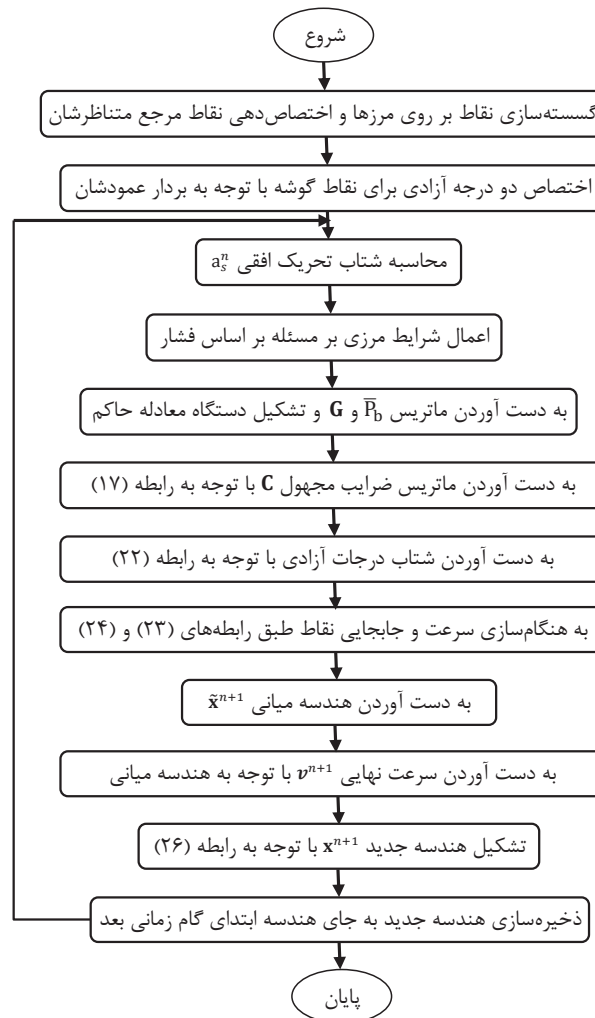 شروع
گسسته‌سازی نقاط بر روی مرزها و اختصاص‌دهی نقاط مرجع متناظرشان
اختصاص دو درجه آزادی برای نقاط گوشه با توجه به بردار عمودشان
محاسبه شتاب تحریک افقی a_s^n
اعمال شرایط مرزی بر مسئله بر اساس فشار
به دست آوردن ماتریس P̅_b و G و تشکیل دستگاه معادله حاکم
به دست آوردن ماتریس ضرایب مجهول C با توجه به رابطه (۱۷)
به دست آوردن شتاب درجات آزادی با توجه به رابطه (۲۲)
به هنگام‌سازی سرعت و جابجایی نقاط طبق رابطه‌های (۲۳) و (۲۴)
به دست آوردن هندسه میانی x̃^{n+1}
به دست آوردن سرعت نهایی v^{n+1} با توجه به هندسه میانی
تشکیل هندسه جدید x^{n+1} با توجه به رابطه (۲۶)
ذخیره‌سازی هندسه جدید به جای هندسه ابتدای گام زمانی بعد
پایان